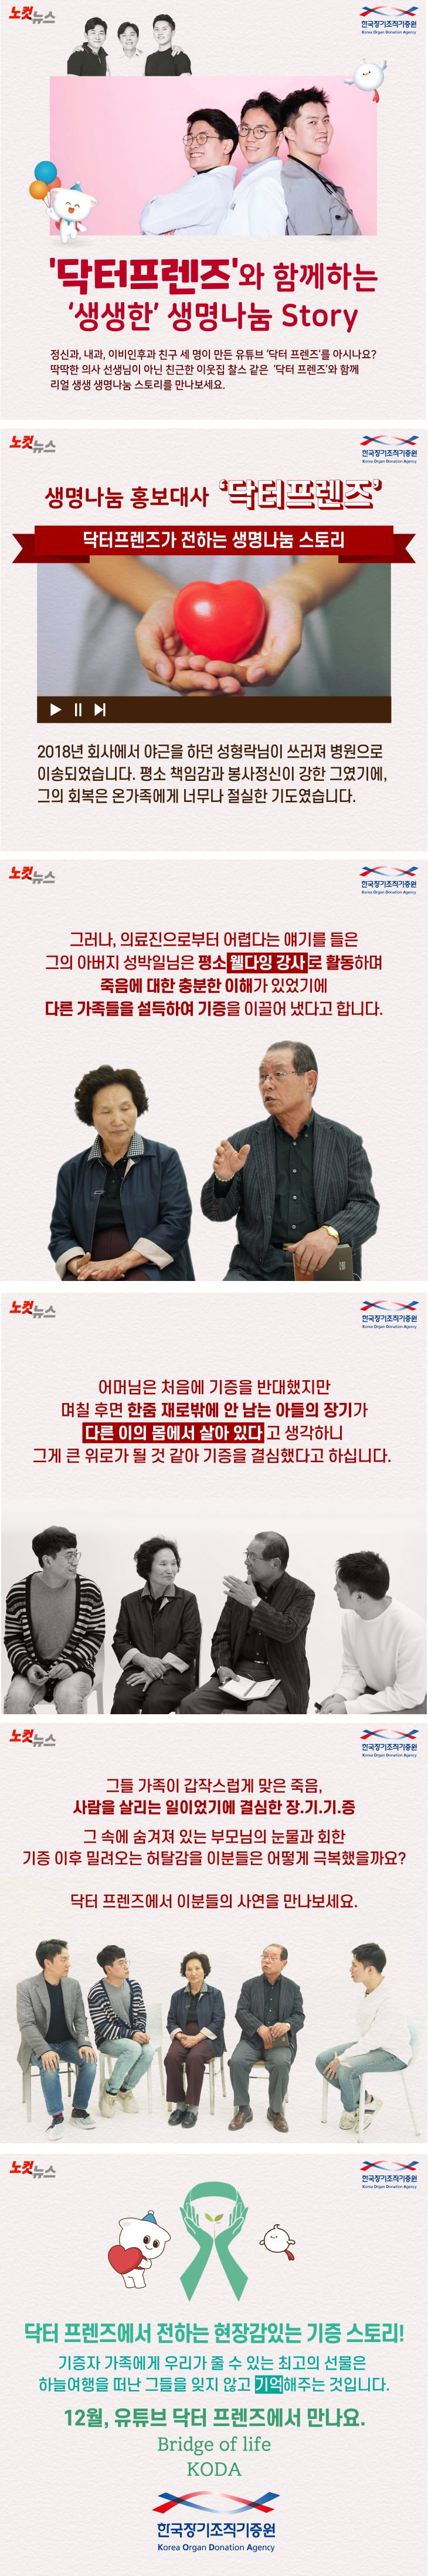 노컷뉴스
한국장기조직기증원
Korea Organ Donation Agency
'닥터프렌즈'와 함께하는
‘생생한’ 생명나눔 Story
정신과, 내과, 이비인후과 친구 세 명이 만든 유튜브 ‘닥터 프렌즈’를 아시나요?
딱딱한 의사 선생님이 아닌 친근한 이웃집 찰스 같은 ‘닥터 프렌즈’와 함께
리얼 생생 생명나눔 스토리를 만나보세요.
노컷뉴스
한국장기조직기증원
Korea Organ Donation Agency
생명나눔 홍보대사 ‘닥터프렌즈’
닥터프렌즈가 전하는 생명나눔 스토리
2018년 회사에서 야근을 하던 성형락님이 쓰러져 병원으로
이송되었습니다. 평소 책임감과 봉사정신이 강한 그였기에,
그의 회복은 온가족에게 너무나 절실한 기도였습니다.
노컷뉴스
한국장기조직기증원
Korea Organ Donation Agency
그러나, 의료진으로부터 어렵다는 얘기를 들은
그의 아버지 성박일님은 평소 웰다잉 강사로 활동하며
죽음에 대한 충분한 이해가 있었기에
다른 가족들을 설득하여 기증을 이끌어 냈다고 합니다.
노컷뉴스
한국장기조직기증원
Korea Organ Donation Agency
어머님은 처음에 기증을 반대했지만
며칠 후면 한줌 재로밖에 안 남는 아들의 장기가
다른 이의 몸에서 살아 있다고 생각하니
그게 큰 위로가 될 것 같아 기증을 결심했다고 하십니다.
노컷뉴스
한국장기조직기증원
Korea Organ Donation Agency
그들 가족이 갑작스럽게 맞은 죽음,
사람을 살리는 일이었기에 결심한 장.기.기.증
그 속에 숨겨져 있는 부모님의 눈물과 회한
기증 이후 밀려오는 허탈감을 이분들은 어떻게 극복했을까요?
닥터 프렌즈에서 이분들의 사연을 만나보세요.
노컷뉴스
한국장기조직기증원
Korea Organ Donation Agency
닥터 프렌즈에서 전하는 현장감있는 기증 스토리!
기증자 가족에게 우리가 줄 수 있는 최고의 선물은
하늘여행을 떠난 그들을 잊지 않고 기억해주는 것입니다.
12월, 유튜브 닥터 프렌즈에서 만나요.
Bridge of life
KODA
한국장기조직기증원
Korea Organ Donation Agency